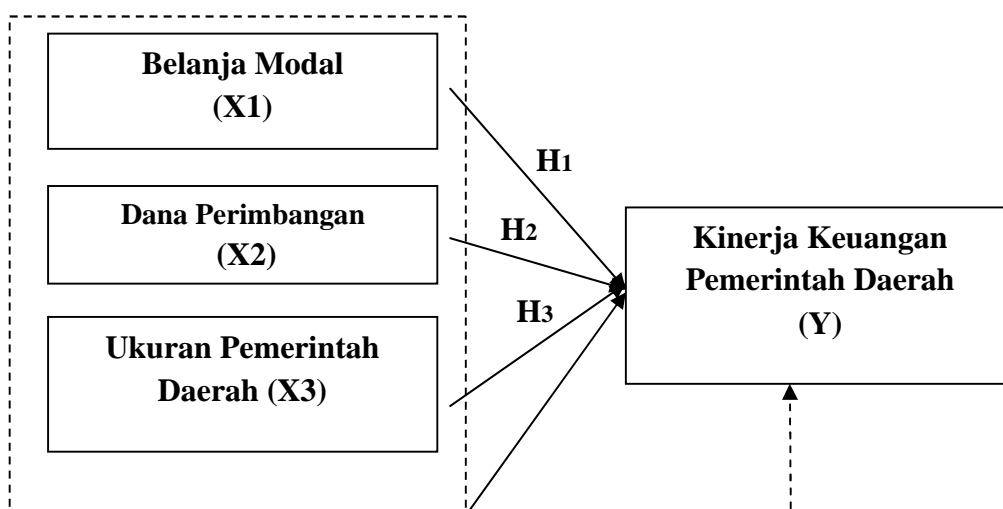 Belanja Modal
(X1)
H1
Dana Perimbangan
(X2)
H2
Kinerja Keuangan
Pemerintah Daerah
(Y)
H3
Ukuran Pemerintah
Daerah (X3)